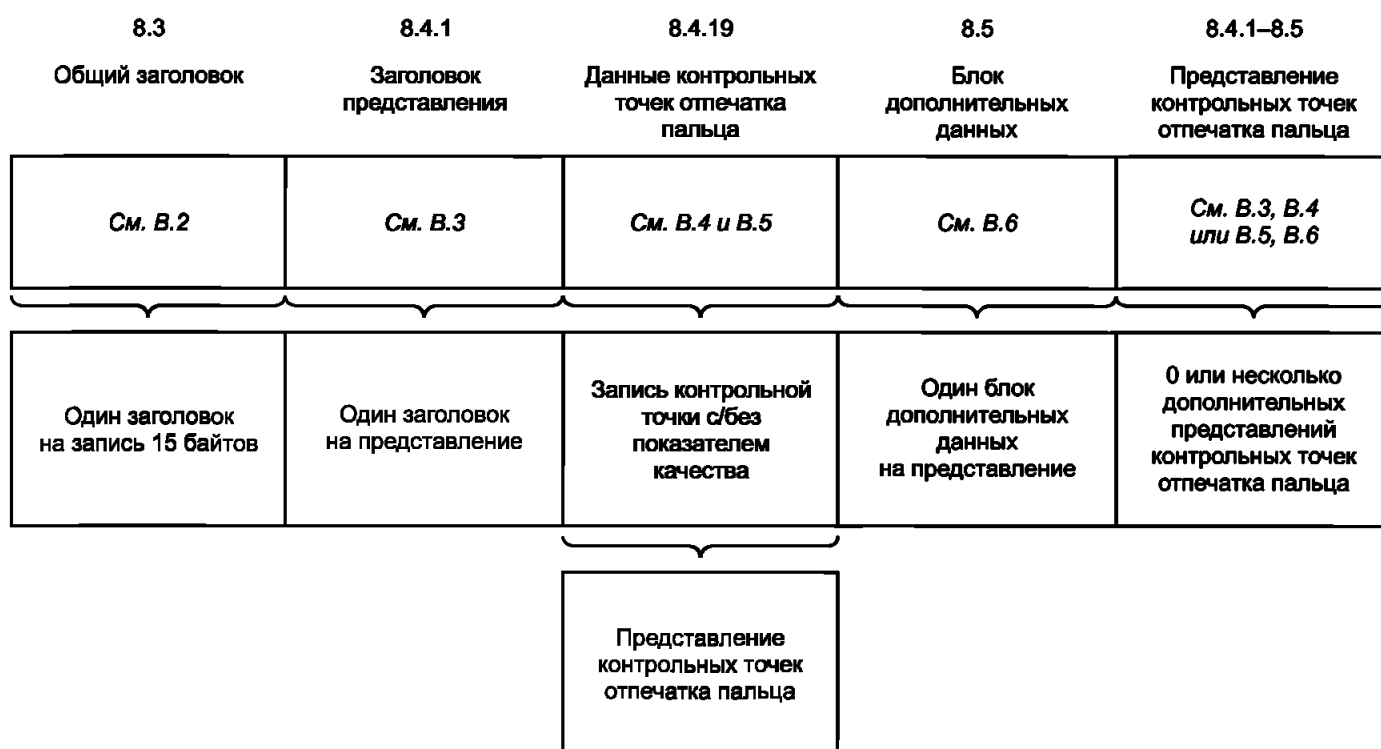 8.3
Общий заголовок
8.4.1
Заголовок
представления
8.4.19
Данные контрольных
точек отпечатка
пальца
8.5
Блок
дополнительных
данных
8.4.1–8.5
Представление
контрольных точек
отпечатка пальца
См. В.2
См. В.3
См. В.4 и В.5
См. В.6
См. В.3, В.4
или В.5, В.6
Один заголовок
на запись 15 байтов
Один заголовок
на представление
Запись контрольной
точки с/без
показателем
качества
Один блок
дополнительных
данных
на представление
0 или несколько
дополнительных
представлений
контрольных точек
отпечатка пальца
Представление
контрольных точек
отпечатка пальца